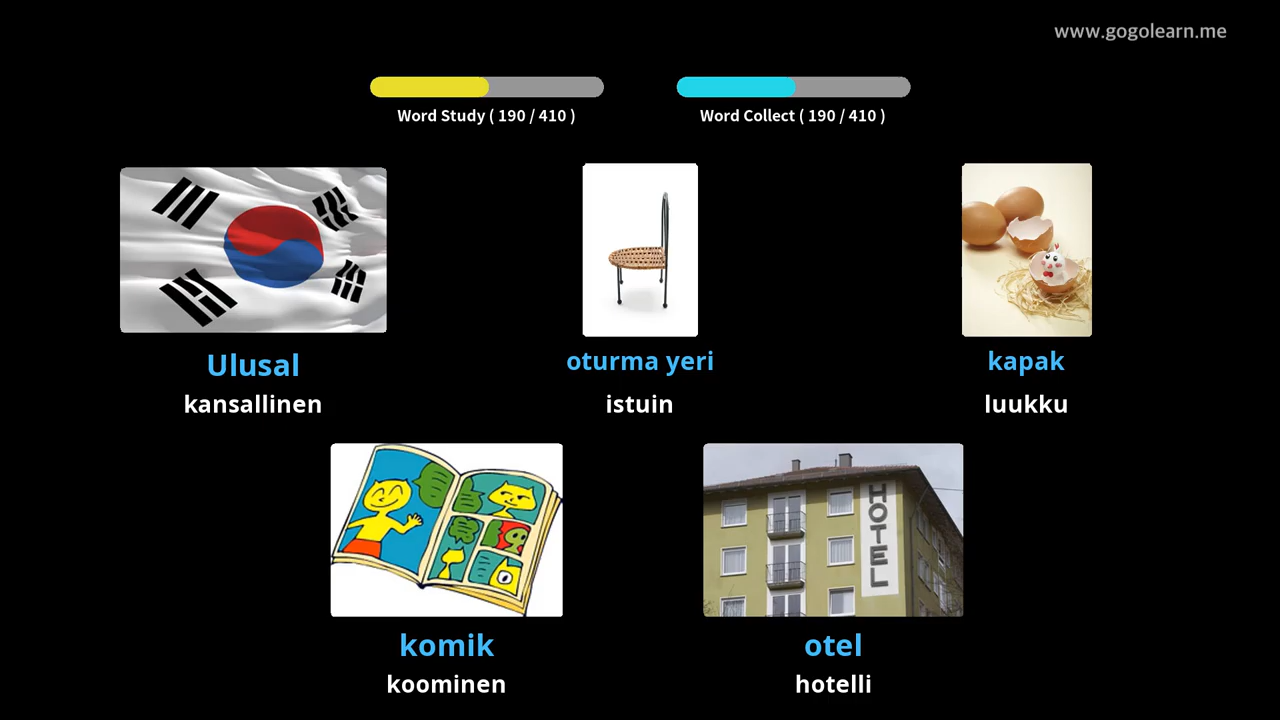 www.gogolearn.me
Word Study ( 190 / 410 )
Word Collect ( 190 / 410 )
Ulusal
kansallinen
oturma yeri
istuin
kapak
luukku
HOTEL
komik
koominen
otel
hotelli